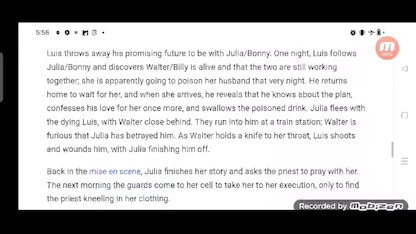 5:56
Luis throws away his promising future to be with Julia/Bonny. One night, Luis follows
Julia/Bonny and discovers Walter/Billy is alive and that the two are still working
together; she is apparently going to poison her husband that very night. He returns
home to wait for her, and when she arrives, he reveals that he knows about the plan,
confesses his love for her once more, and swallows the poisoned drink. Julia flees with
the dying Luis, with Walter close behind. They run into him at a train station; Walter is
furious that Julia has betrayed him. As Walter holds a knife to her throat, Luis shoots
and wounds him, with Julia finishing him off.
Back in the mise en scene, Julia finishes her story and asks the priest to pray with her.
The next morning the guards come to her cell to take her to her execution, only to find
the priest kneeling in her clothing.
Recorded by Mobizen